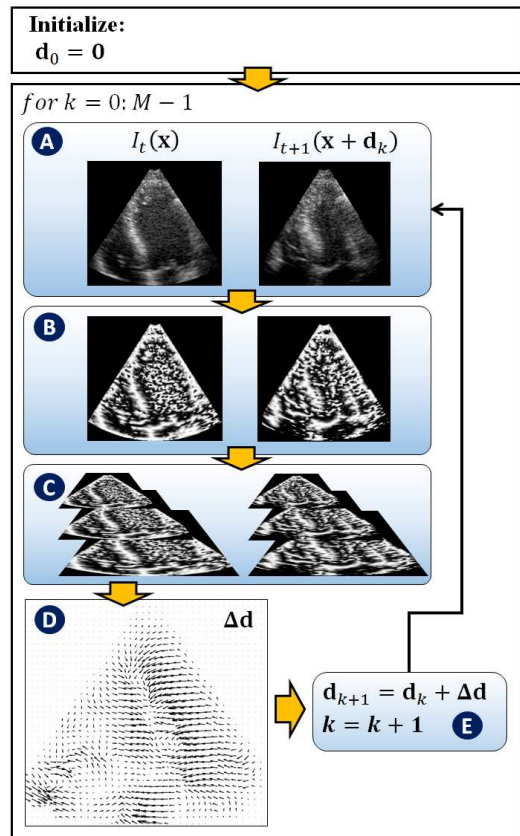 Initialize:
𝐝₀ = 𝟎
for k = 0: M − 1
A
Iₜ(𝐱)
Iₜ₊₁(𝐱 + 𝐝ₖ)
B
C
D
Δ𝐝
𝐝ₖ₊₁ = 𝐝ₖ + Δ𝐝
k = k + 1
E